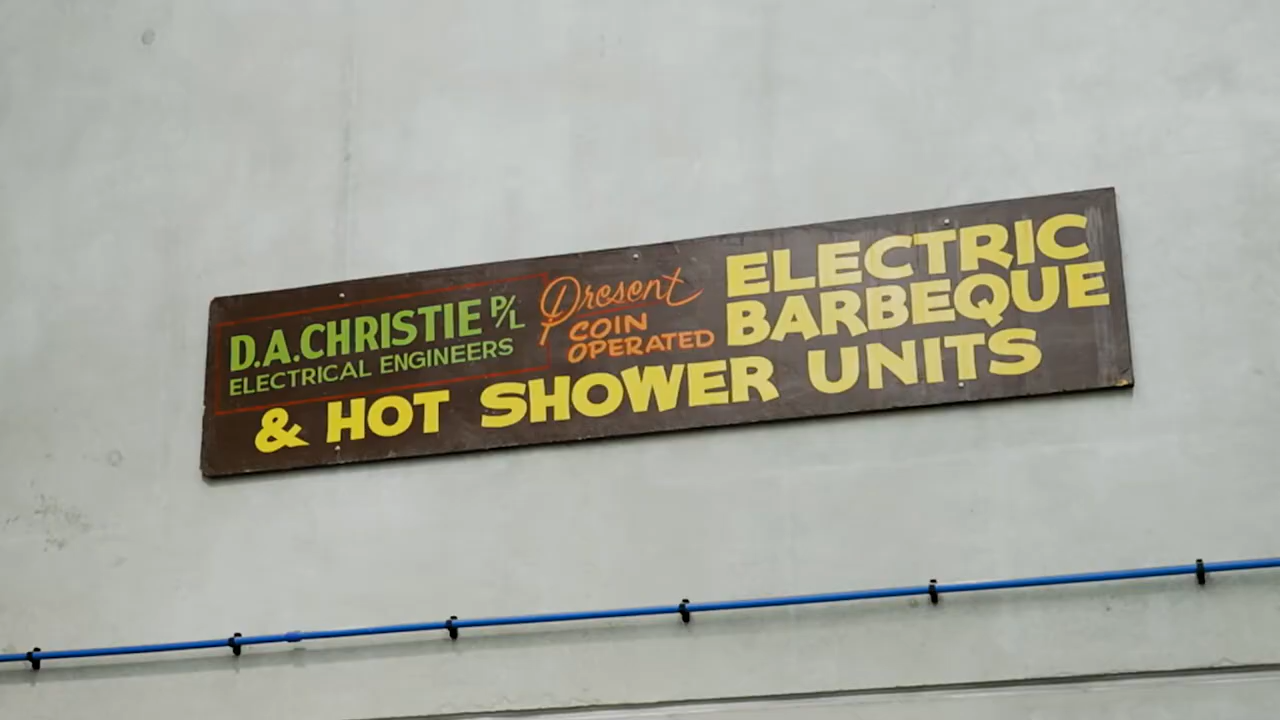 D.A.CHRISTIE P/L
ELECTRICAL ENGINEERS
Present
COIN
OPERATED
ELECTRIC
BARBEQUE
& HOT SHOWER UNITS